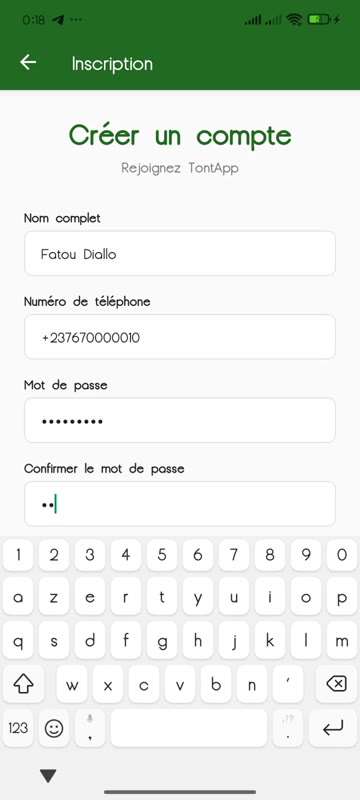 0:18
Inscription
Créer un compte
Rejoignez TontApp
Nom complet
Fatou Diallo
Numéro de téléphone
+237670000010
Mot de passe
•••••••••
Confirmer le mot de passe
••
1 2 3 4 5 6 7 8 9 0
a z e r t y u i o p
q s d f g h j k l m
w x c v b n '
123 , .
,!?